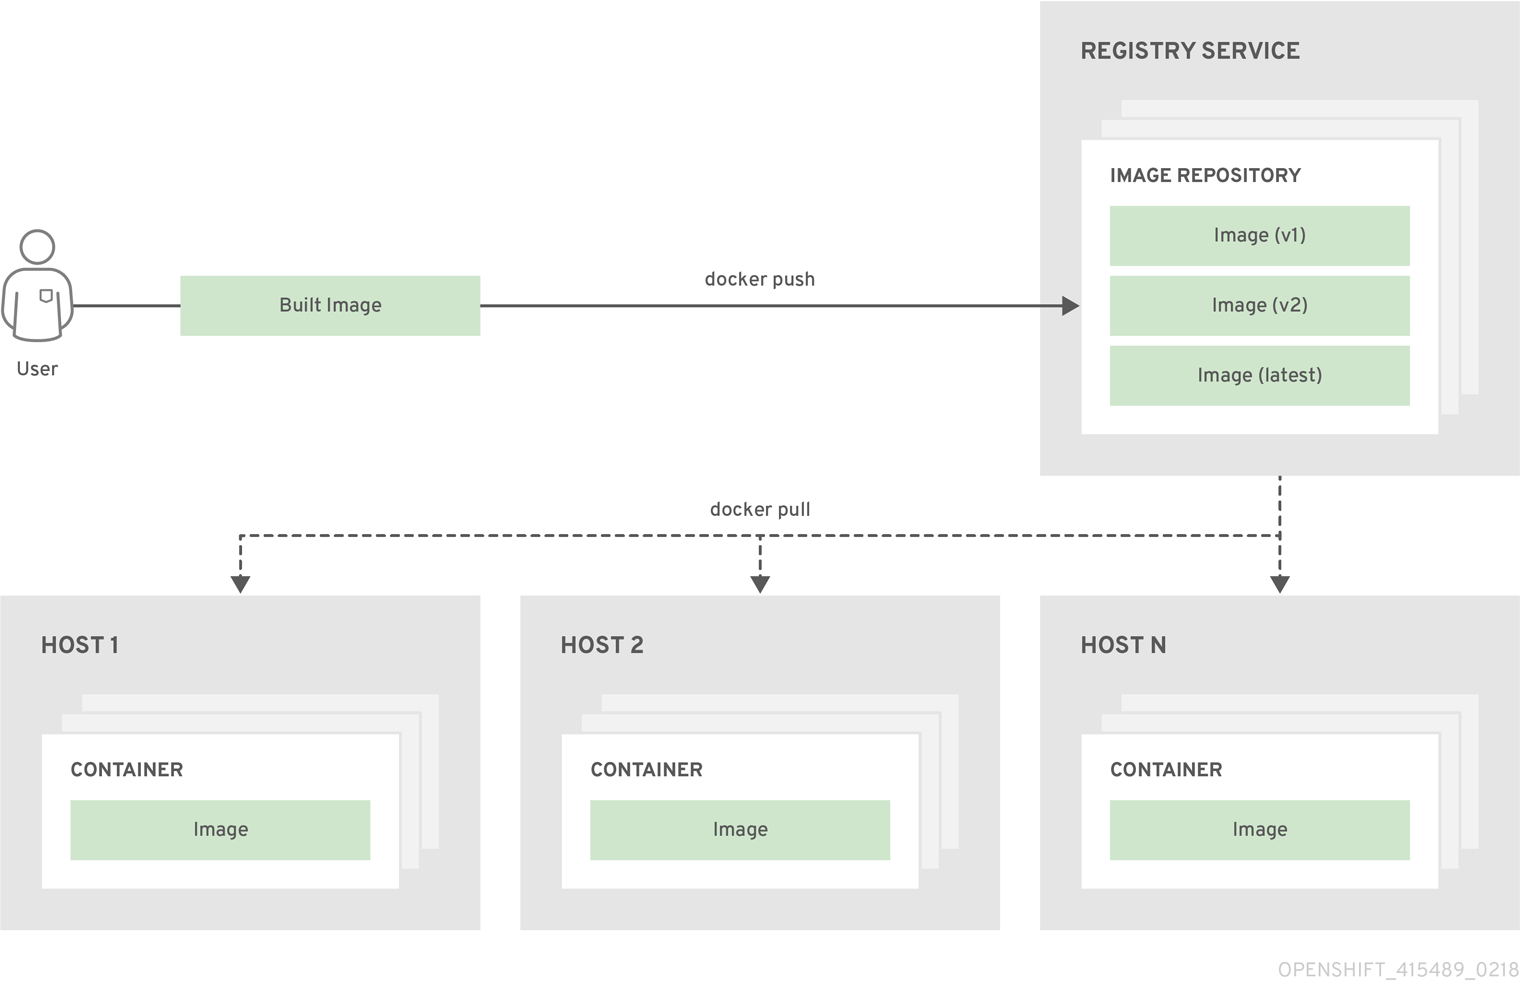 REGISTRY SERVICE
IMAGE REPOSITORY
Image (v1)
Image (v2)
Image (latest)
User
Built Image
docker push
docker pull
HOST 1
CONTAINER
Image
HOST 2
CONTAINER
Image
HOST N
CONTAINER
Image
OPENSHIFT_415489_0218